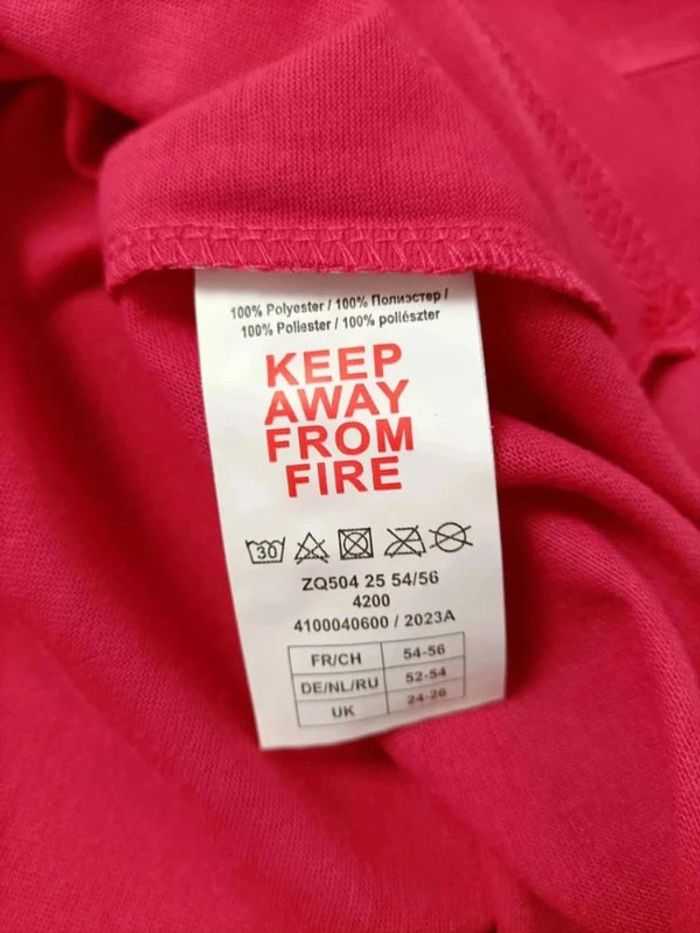 100% Polyester / 100% Полиэстер /
100% Poliester / 100% poliészter
KEEP
AWAY
FROM
FIRE
30
ZQ504 25 54/56
4200
4100040600 / 2023A
FR/CH 54-56
DE/NL/RU 52-54
UK 24-26